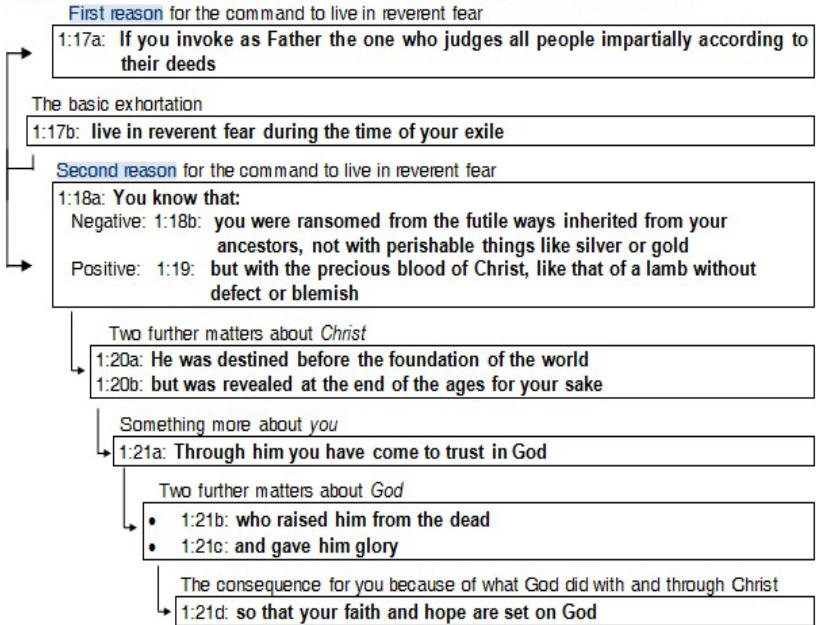 First reason for the command to live in reverent fear
1:17a: If you invoke as Father the one who judges all people impartially according to
their deeds
The basic exhortation
1:17b: live in reverent fear during the time of your exile
Second reason for the command to live in reverent fear
1:18a: You know that:
Negative: 1:18b: you were ransomed from the futile ways inherited from your
ancestors, not with perishable things like silver or gold
Positive: 1:19: but with the precious blood of Christ, like that of a lamb without
defect or blemish
Two further matters about Christ
1:20a: He was destined before the foundation of the world
1:20b: but was revealed at the end of the ages for your sake
Something more about you
1:21a: Through him you have come to trust in God
Two further matters about God
• 1:21b: who raised him from the dead
• 1:21c: and gave him glory
The consequence for you because of what God did with and through Christ
1:21d: so that your faith and hope are set on God